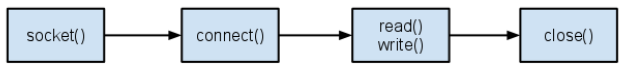 socket()
connect()
read()
write()
close()